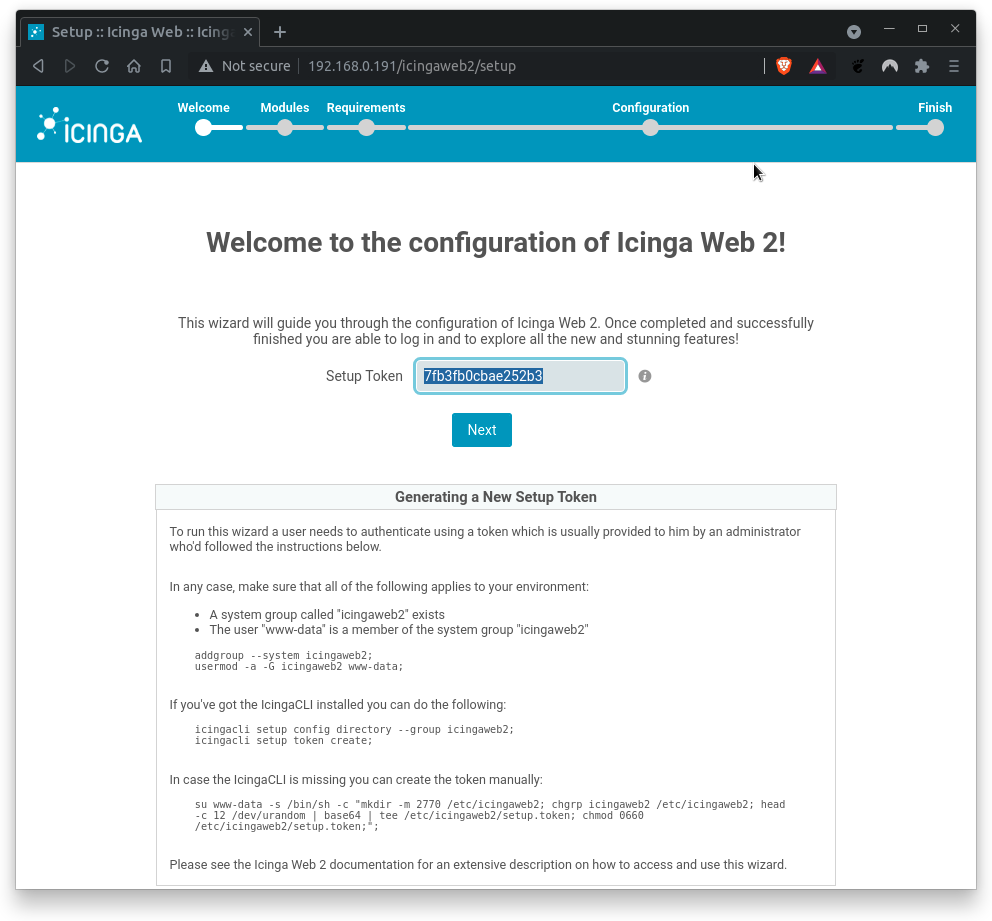 Setup :: Icinga Web :: Icing
Not secure
192.168.0.191/icingaweb2/setup
ICINGA
Welcome
Modules
Requirements
Configuration
Finish
Welcome to the configuration of Icinga Web 2!
This wizard will guide you through the configuration of Icinga Web 2. Once completed and successfully
finished you are able to log in and to explore all the new and stunning features!
Setup Token
7fb3fb0cbae252b3
Next
Generating a New Setup Token
To run this wizard a user needs to authenticate using a token which is usually provided to him by an administrator
who'd followed the instructions below.
In any case, make sure that all of the following applies to your environment:
• A system group called "icingaweb2" exists
• The user "www-data" is a member of the system group "icingaweb2"
addgroup --system icingaweb2;
usermod -a -G icingaweb2 www-data;
If you've got the IcingaCLI installed you can do the following:
icingacli setup config directory --group icingaweb2;
icingacli setup token create;
In case the IcingaCLI is missing you can create the token manually:
su www-data -s /bin/sh -c "mkdir -m 2770 /etc/icingaweb2; chgrp icingaweb2 /etc/icingaweb2; head
-c 12 /dev/urandom | base64 | tee /etc/icingaweb2/setup.token; chmod 0660
/etc/icingaweb2/setup.token;";
Please see the Icinga Web 2 documentation for an extensive description on how to access and use this wizard.